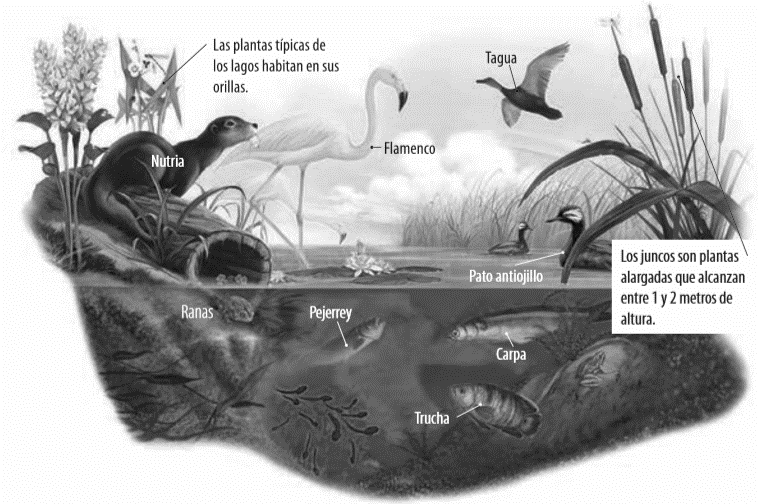 Las plantas típicas de
los lagos habitan en sus
orillas.
Tagua
Flamenco
Nutria
Los juncos son plantas
alargadas que alcanzan
entre 1 y 2 metros de
altura.
Pato antiojillo
Ranas
Pejerrey
Carpa
Trucha